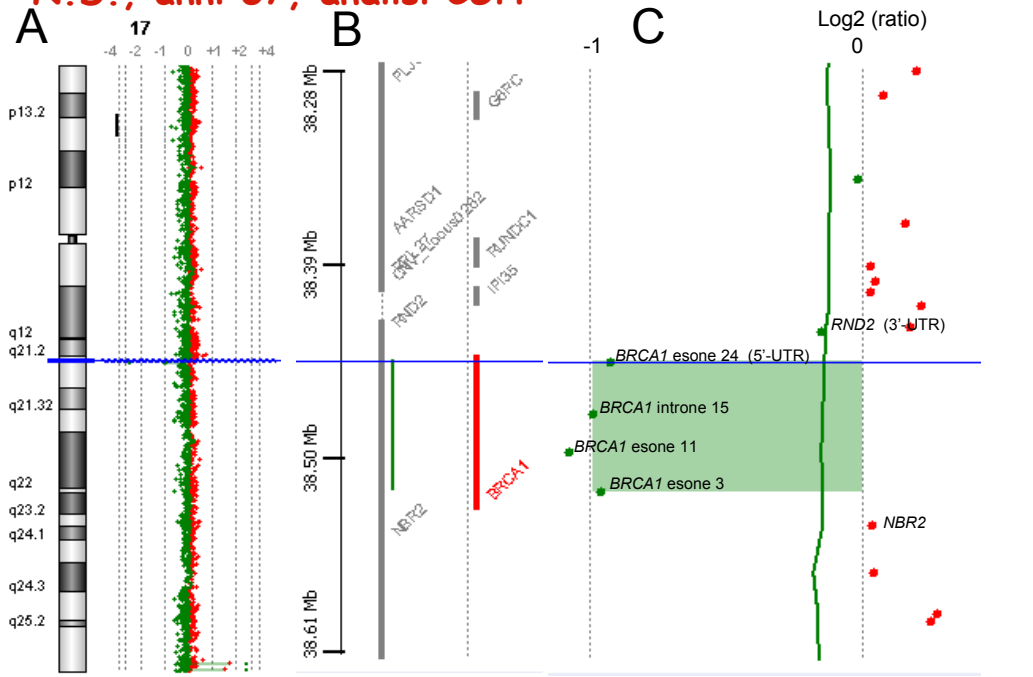 A
17
-4 -2 -1 0 +1 +2 +4
p13.2
p12
q12
q21.2
q21.32
q22
q23.2
q24.1
q24.3
q25.2
B
38.28 Mb
38.39 Mb
38.50 Mb
38.61 Mb
G6PC
AARSD1
RUNDC1
IFI35
RND2
BRCA1
NBR2
C
Log2 (ratio)
-1 0
RND2 (3'-UTR)
BRCA1 esone 24 (5'-UTR)
BRCA1 introne 15
BRCA1 esone 11
BRCA1 esone 3
NBR2